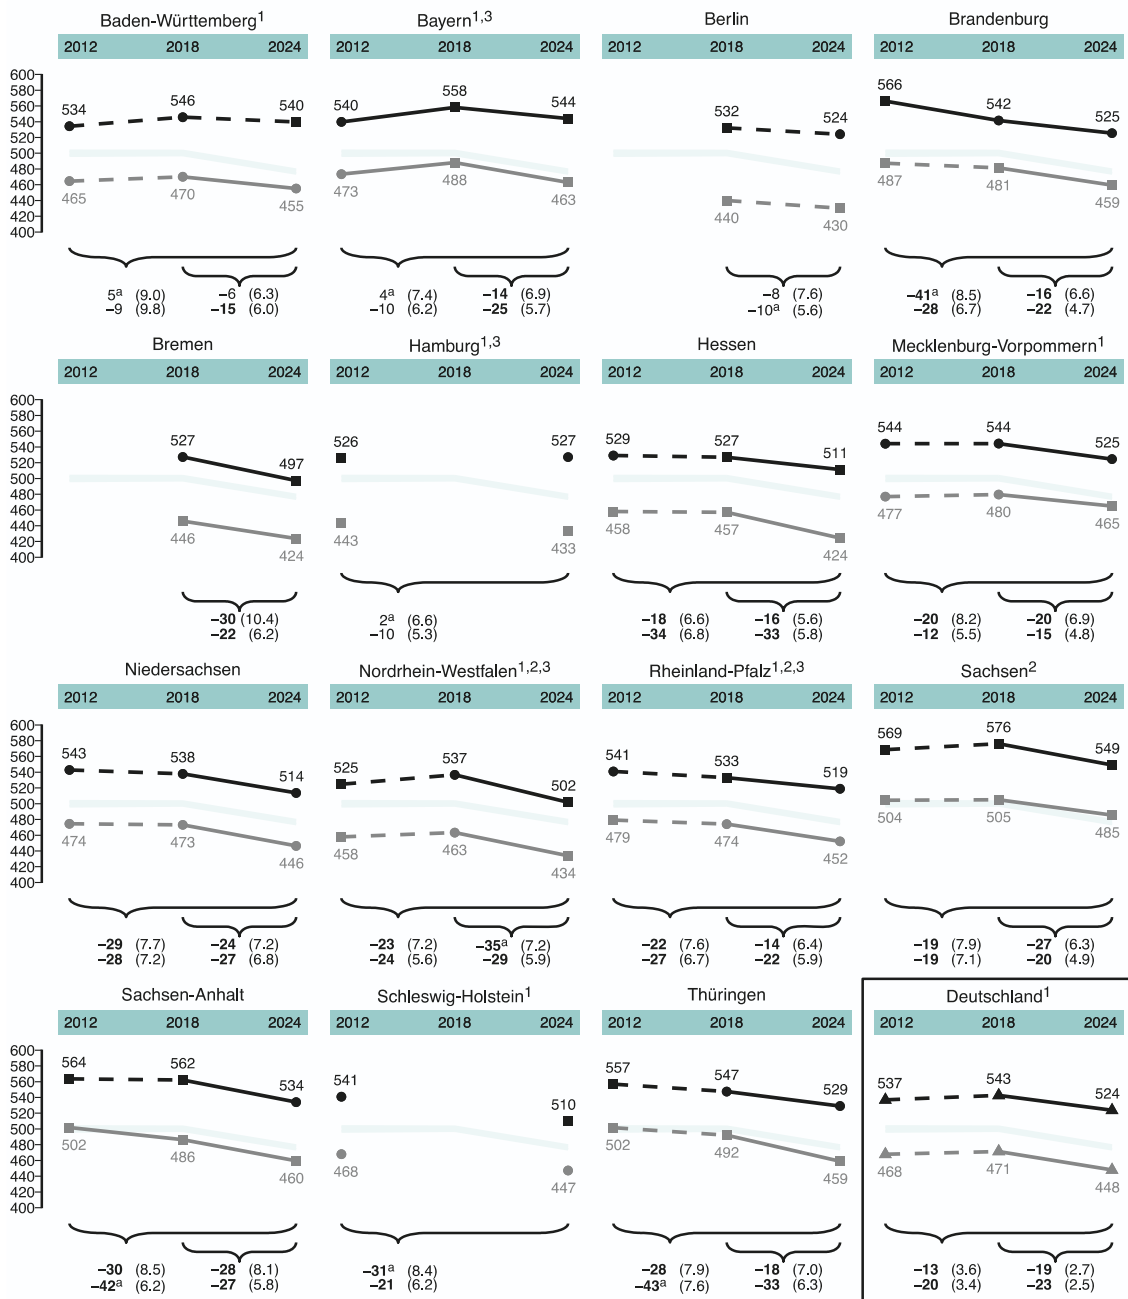 Baden-Württemberg¹ Bayern¹,³ Berlin Brandenburg
2012 2018 2024 2012 2018 2024 2012 2018 2024 2012 2018 2024
600
580
560
540
520
500
480
460
440
420
400
534 546 540 540 558 544 532 524 566 542 525
465 470 455 473 488 463 440 430 487 481 459
5ᵃ (9.0) −6 (6.3) 4ᵃ (7.4) −14 (6.9) −8 (7.6) −41ᵃ (8.5) −16 (6.6)
−9 (9.8) −15 (6.0) −10 (6.2) −25 (5.7) −10ᵃ (5.6) −28 (6.7) −22 (4.7)
Bremen Hamburg¹,³ Hessen Mecklenburg-Vorpommern¹
2012 2018 2024 2012 2018 2024 2012 2018 2024 2012 2018 2024
600
580
560
540
520
500
480
460
440
420
400
527 497 526 527 529 527 511 544 544 525
446 424 443 433 458 457 424 477 480 465
−30 (10.4) 2ᵃ (6.6) −18 (6.6) −16 (5.6) −20 (8.2) −20 (6.9)
−22 (6.2) −10 (5.3) −34 (6.8) −33 (5.8) −12 (5.5) −15 (4.8)
Niedersachsen Nordrhein-Westfalen¹,²,³ Rheinland-Pfalz¹,²,³ Sachsen²
2012 2018 2024 2012 2018 2024 2012 2018 2024 2012 2018 2024
600
580
560
540
520
500
480
460
440
420
400
543 538 514 525 537 502 541 533 519 569 576 549
474 473 446 458 463 434 479 474 452 504 505 485
−29 (7.7) −24 (7.2) −23 (7.2) −35ᵃ (7.2) −22 (7.6) −14 (6.4) −19 (7.9) −27 (6.3)
−28 (7.2) −27 (6.8) −24 (5.6) −29 (5.9) −27 (6.7) −22 (5.9) −19 (7.1) −20 (4.9)
Sachsen-Anhalt Schleswig-Holstein¹ Thüringen Deutschland¹
2012 2018 2024 2012 2018 2024 2012 2018 2024 2012 2018 2024
600
580
560
540
520
500
480
460
440
420
400
564 562 534 541 510 557 547 529 537 543 524
502 486 460 468 447 502 492 459 468 471 448
−30 (8.5) −28 (8.1) −31ᵃ (8.4) −28 (7.9) −18 (7.0) −13 (3.6) −19 (2.7)
−42ᵃ (6.2) −27 (5.8) −21 (6.2) −43ᵃ (7.6) −33 (6.3) −20 (3.4) −23 (2.5)